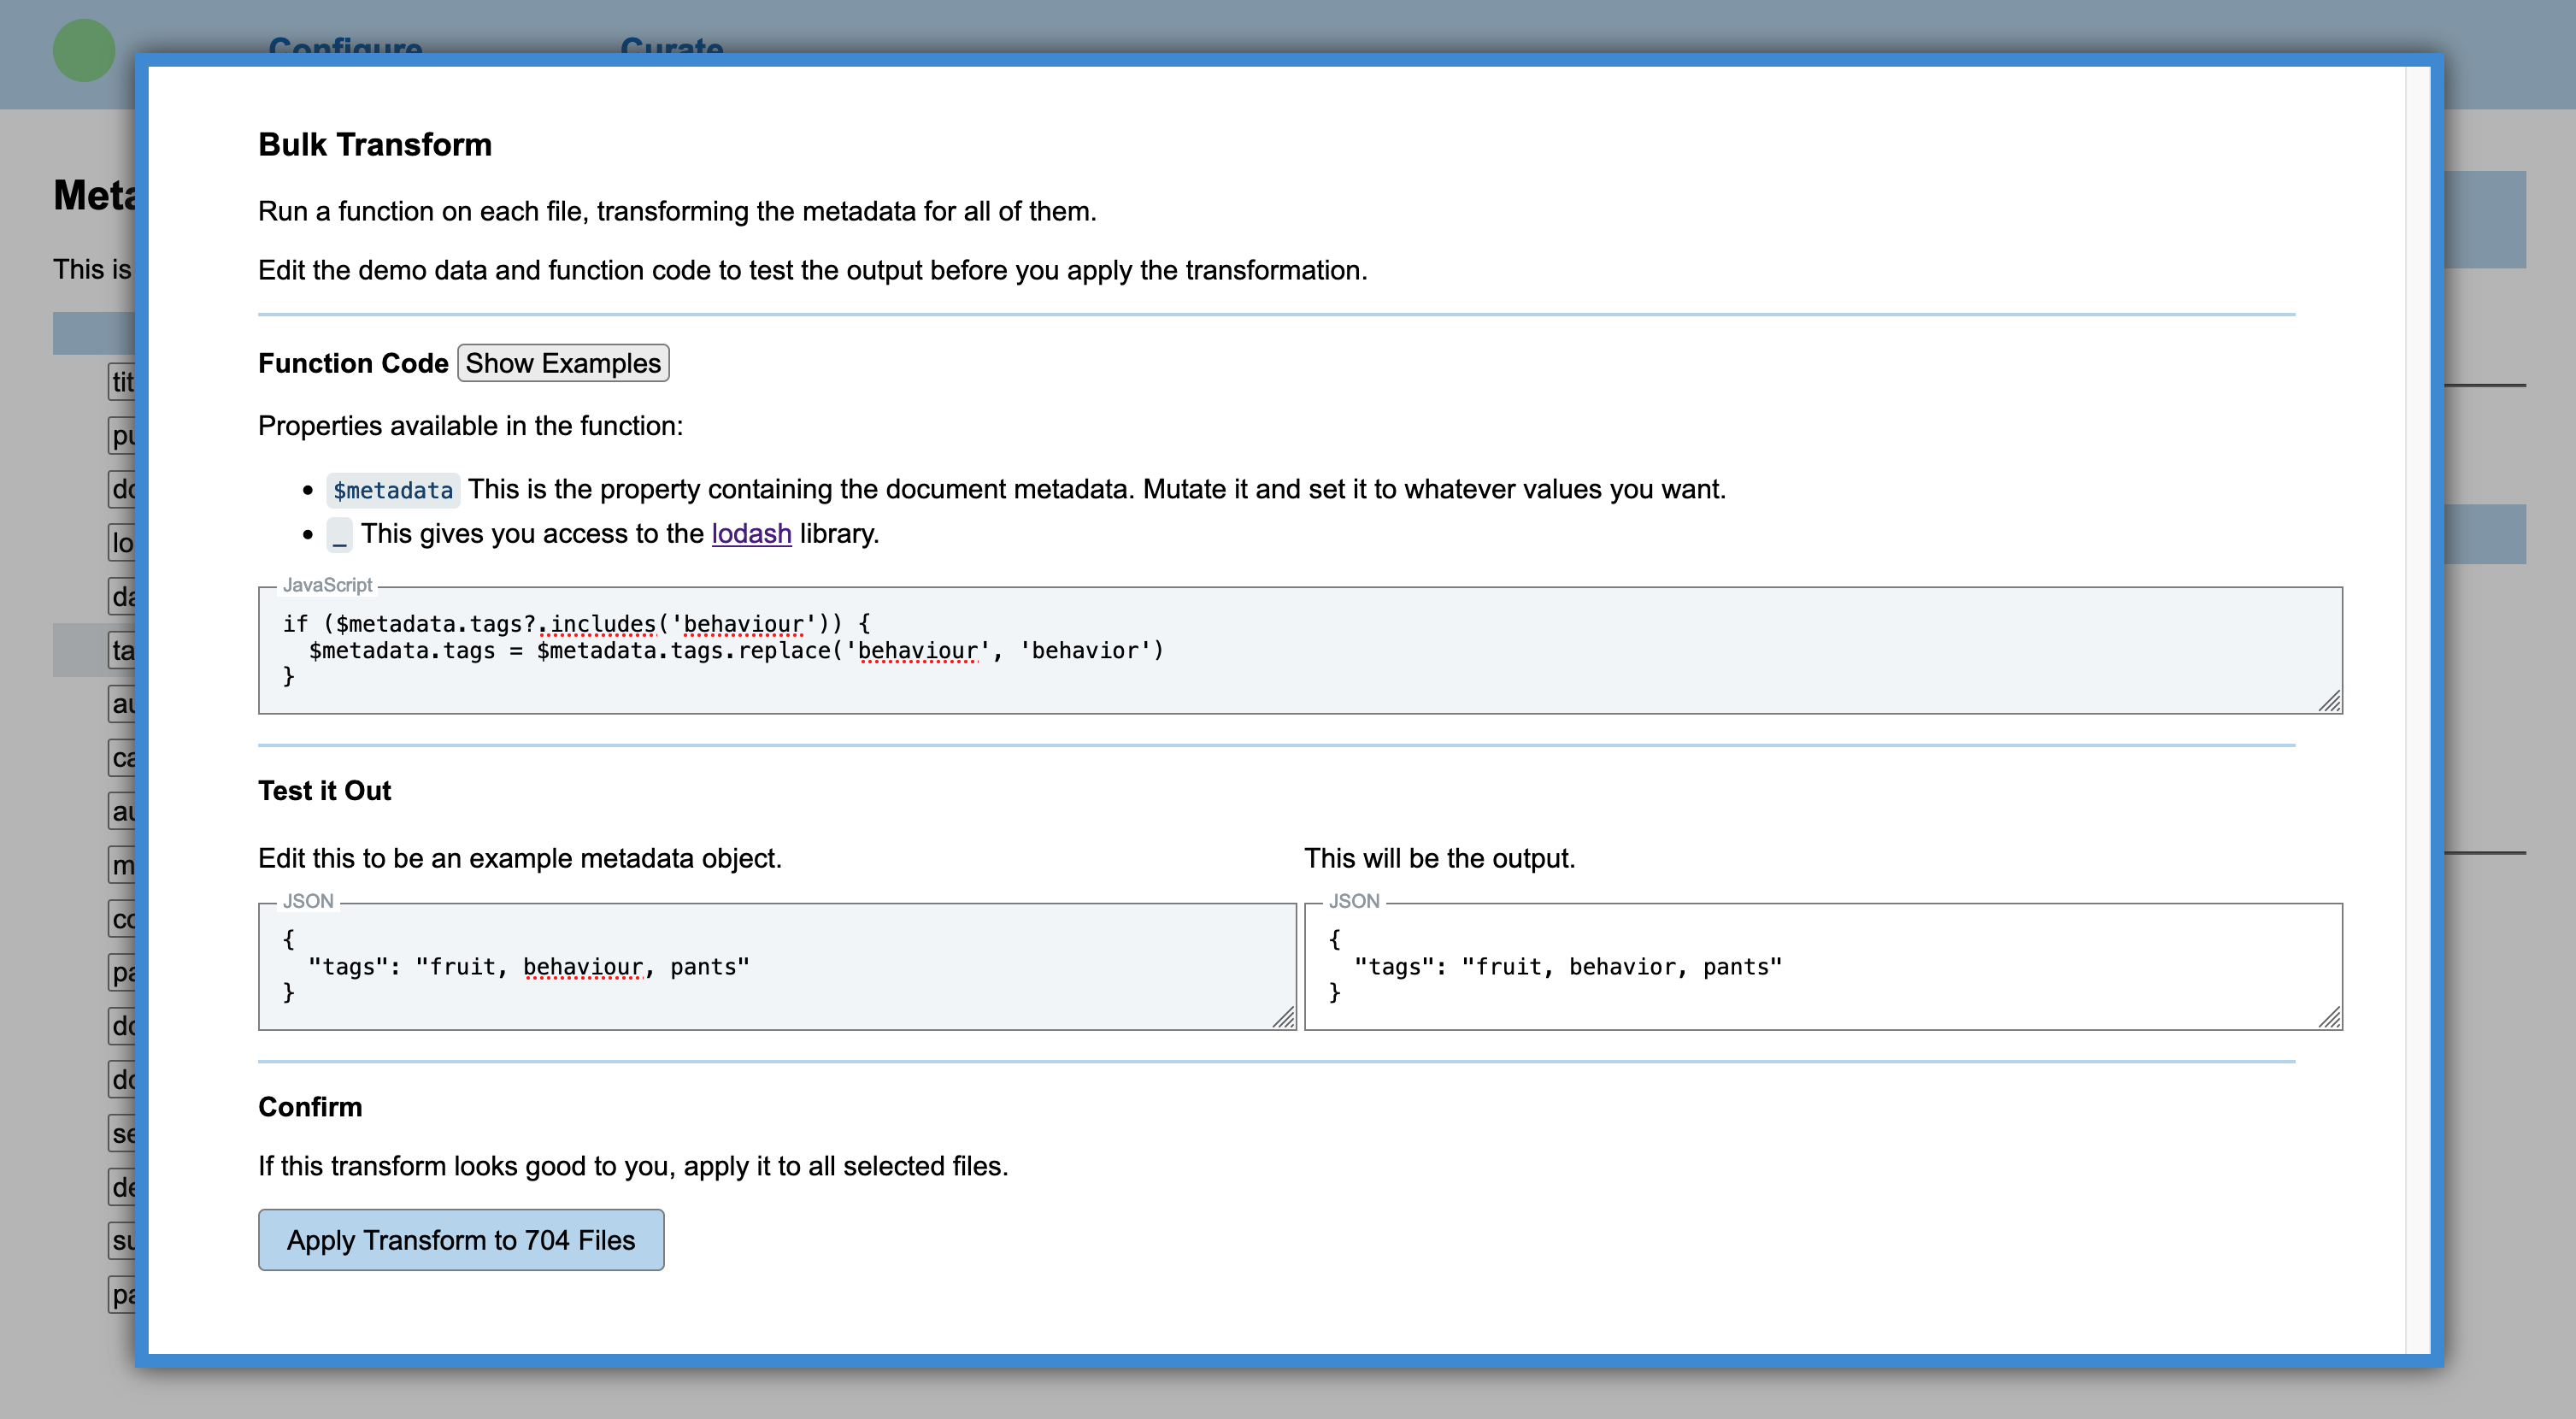 Configure Curate
Bulk Transform
Run a function on each file, transforming the metadata for all of them.
Edit the demo data and function code to test the output before you apply the transformation.
Function Code Show Examples
Properties available in the function:
• $metadata This is the property containing the document metadata. Mutate it and set it to whatever values you want.
• _ This gives you access to the lodash library.
JavaScript
if ($metadata.tags?.includes('behaviour')) {
  $metadata.tags = $metadata.tags.replace('behaviour', 'behavior')
}
Test it Out
Edit this to be an example metadata object.
JSON
{
  "tags": "fruit, behaviour, pants"
}
This will be the output.
JSON
{
  "tags": "fruit, behavior, pants"
}
Confirm
If this transform looks good to you, apply it to all selected files.
Apply Transform to 704 Files
Meta
This is
tit
pu
do
lo
da
ta
au
ca
au
m
co
pa
do
do
se
de
su
pa